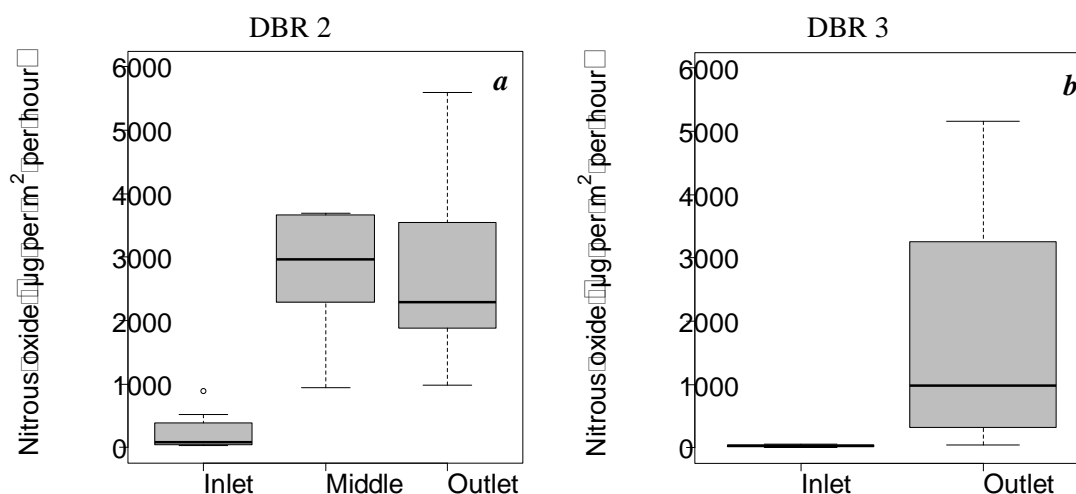 DBR 2
Nitrous oxide µg per m² per hour
6000
5000
4000
3000
2000
1000
0
a
Inlet Middle Outlet
DBR 3
Nitrous oxide µg per m² per hour
6000
5000
4000
3000
2000
1000
0
b
Inlet Outlet